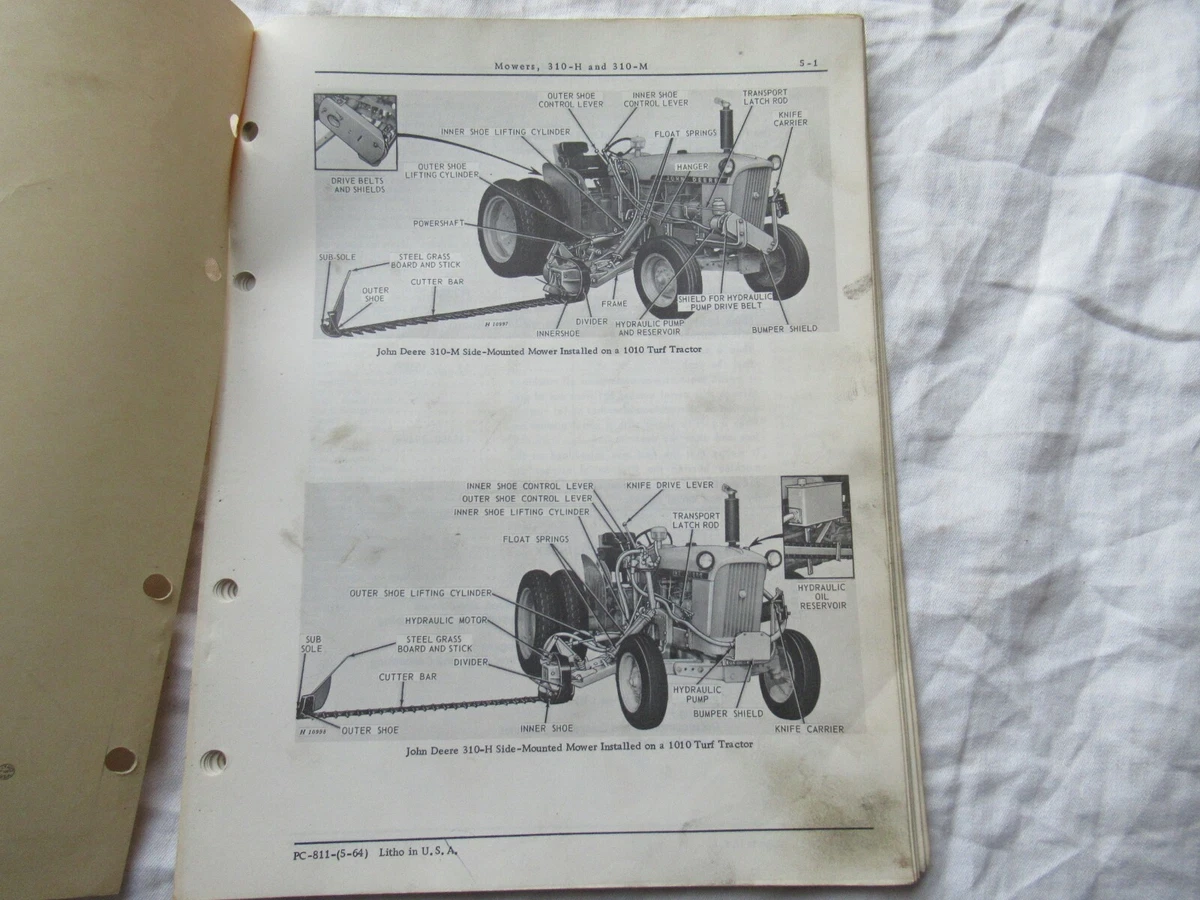 Mowers, 310-H and 310-M
5-1
OUTER SHOE
CONTROL LEVER
INNER SHOE
CONTROL LEVER
TRANSPORT
LATCH ROD
KNIFE
CARRIER
INNER SHOE LIFTING CYLINDER
FLOAT SPRINGS
OUTER SHOE
LIFTING CYLINDER
HANGER
DRIVE BELTS
AND SHIELDS
JOHN DEERE
POWERSHAFT
SUB-SOLE
STEEL GRASS
BOARD AND STICK
CUTTER BAR
OUTER
SHOE
FRAME
SHIELD FOR HYDRAULIC
PUMP DRIVE BELT
H 10997
DIVIDER
INNERSHOE
HYDRAULIC PUMP
AND RESERVOIR
BUMPER SHIELD
John Deere 310-M Side-Mounted Mower Installed on a 1010 Turf Tractor
INNER SHOE CONTROL LEVER
KNIFE DRIVE LEVER
OUTER SHOE CONTROL LEVER
INNER SHOE LIFTING CYLINDER
TRANSPORT
LATCH ROD
FLOAT SPRINGS
HYDRAULIC
OIL
RESERVOIR
OUTER SHOE LIFTING CYLINDER
HYDRAULIC MOTOR
SUB
SOLE
STEEL GRASS
BOARD AND STICK
DIVIDER
CUTTER BAR
HYDRAULIC
PUMP
BUMPER SHIELD
H 10998
OUTER SHOE
INNER SHOE
KNIFE CARRIER
John Deere 310-H Side-Mounted Mower Installed on a 1010 Turf Tractor
PC-811-(5-64) Litho in U.S.A.